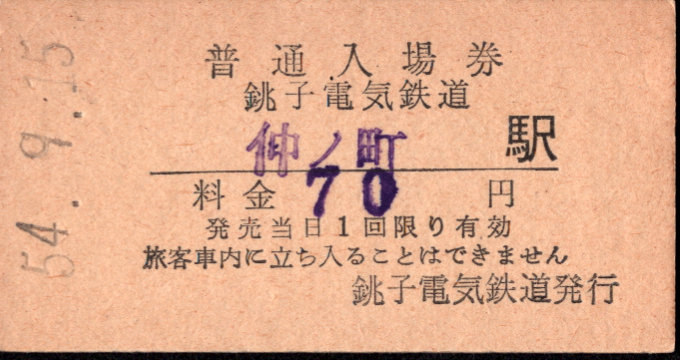 普通入場券
銚子電気鉄道
仲ノ町駅
料金70円
発売当日1回限り有効
旅客車内に立ち入ることはできません
銚子電気鉄道発行
54.9.15